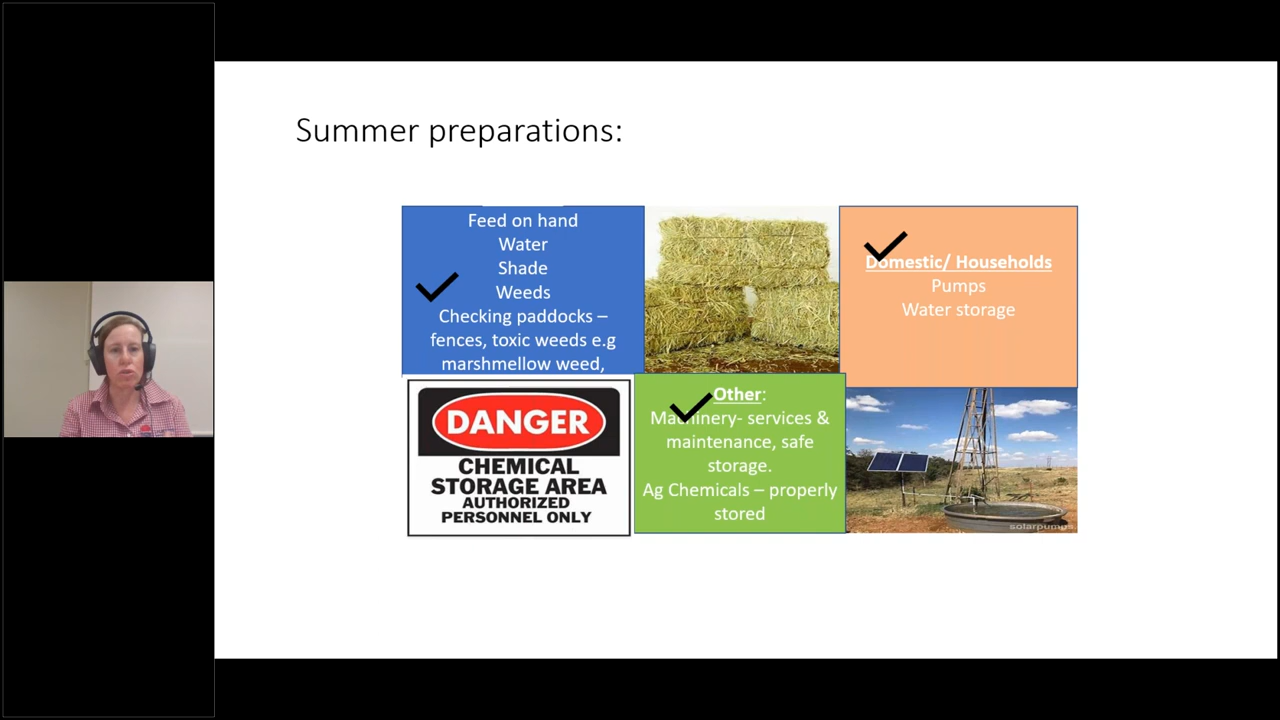 Summer preparations:
Feed on hand
Water
Shade
Weeds
Checking paddocks –
fences, toxic weeds e.g
marshmellow weed,
Domestic/ Households
Pumps
Water storage
DANGER
CHEMICAL
STORAGE AREA
AUTHORIZED
PERSONNEL ONLY
Other:
Machinery- services &
maintenance, safe
storage.
Ag Chemicals – properly
stored
solarpumps